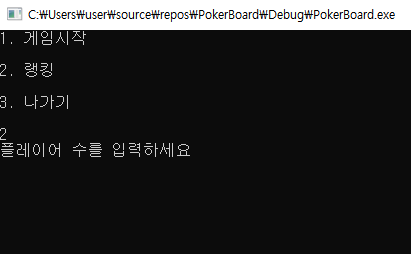 C:₩Users₩user₩source₩repos₩PokerBoard₩Debug₩PokerBoard.exe
1. 게임시작
2. 랭킹
3. 나가기
2
플레이어 수를 입력하세요